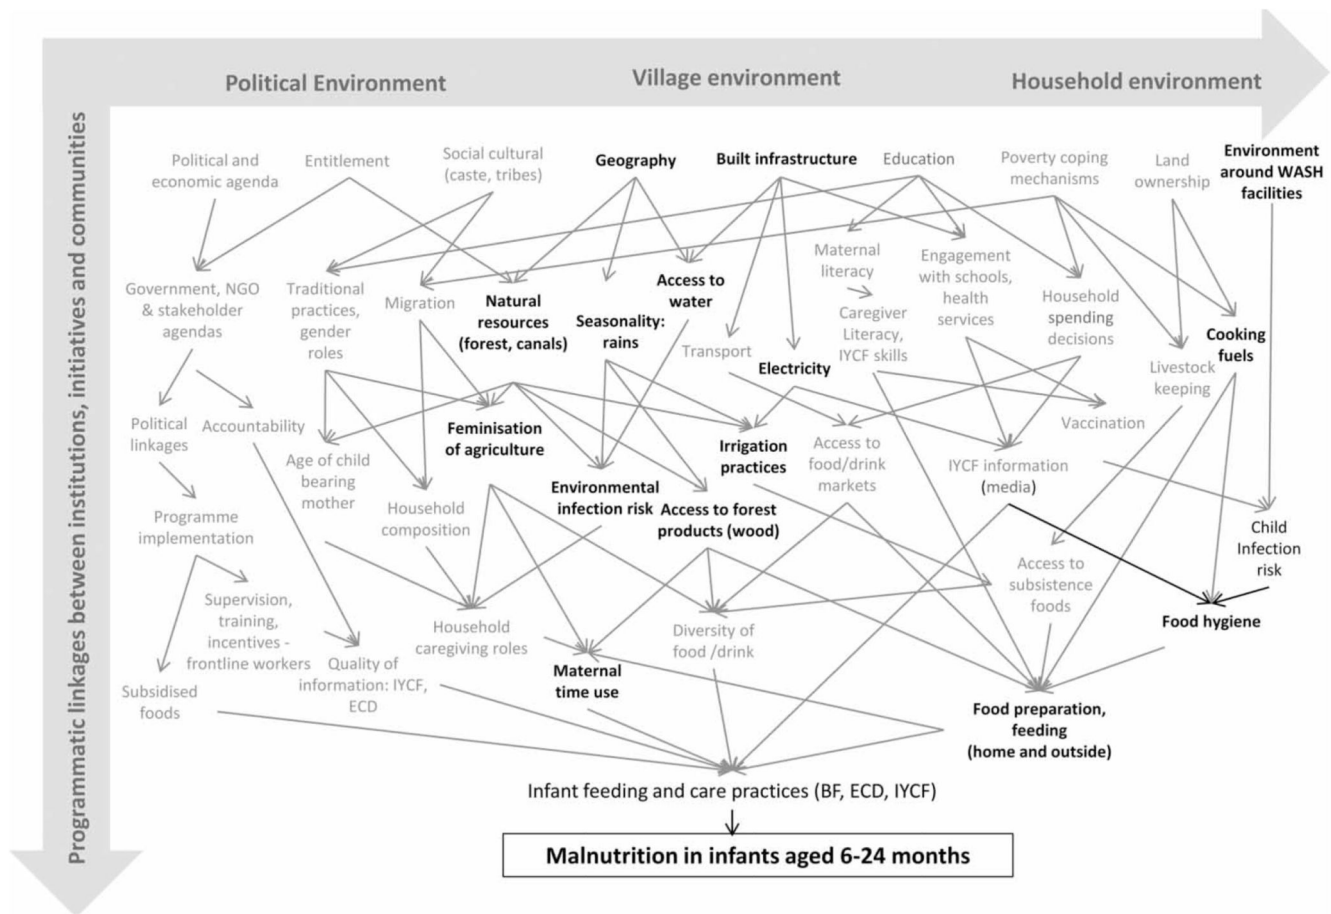 Political Environment
Village environment
Household environment
Programmatic linkages between institutions, initiatives and communities
Political and
economic agenda
Entitlement
Social cultural
(caste, tribes)
Geography
Built infrastructure
Education
Poverty coping
mechanisms
Land
ownership
Environment
around WASH
facilities
Government, NGO
& stakeholder
agendas
Traditional
practices,
gender
roles
Migration
Natural
resources
(forest, canals)
Seasonality:
rains
Access to
water
Transport
Electricity
Maternal
literacy
Caregiver
Literacy,
IYCF skills
Engagement
with schools,
health
services
Household
spending
decisions
Livestock
keeping
Cooking
fuels
Political
linkages
Accountability
Age of child
bearing
mother
Feminisation
of agriculture
Household
composition
Environmental
infection risk
Access to forest
products (wood)
Irrigation
practices
Access to
food/drink
markets
Vaccination
IYCF information
(media)
Child
Infection
risk
Programme
implementation
Supervision,
training,
incentives -
frontline workers
Subsidised
foods
Quality of
information: IYCF,
ECD
Household
caregiving roles
Maternal
time use
Diversity of
food /drink
Access to
subsistence
foods
Food hygiene
Food preparation,
feeding
(home and outside)
Infant feeding and care practices (BF, ECD, IYCF)
Malnutrition in infants aged 6-24 months